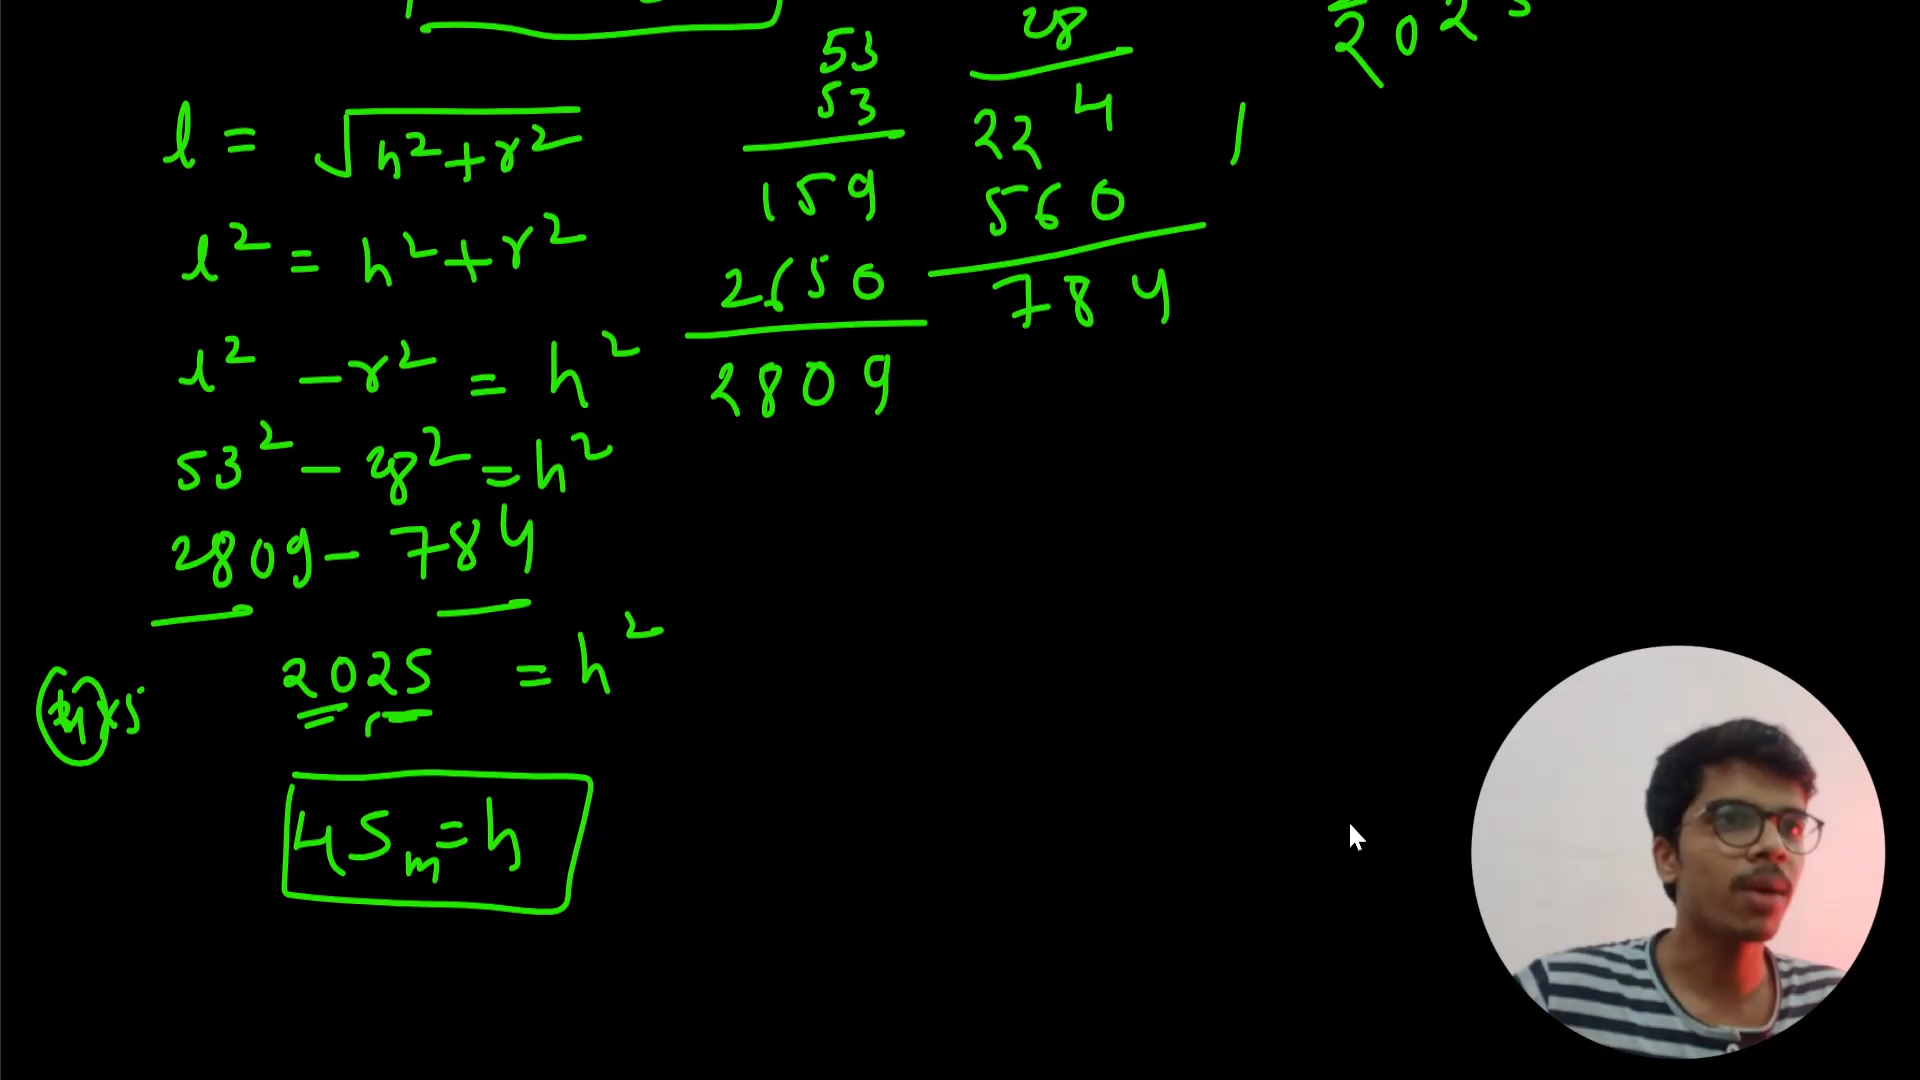 l = √h²+r²
l² = h²+r²
l² - r² = h²
53² - 28² = h²
2809 - 784
2025 = h²
45m = h
53
53
159
2650
2809
28
224
560
784
2025